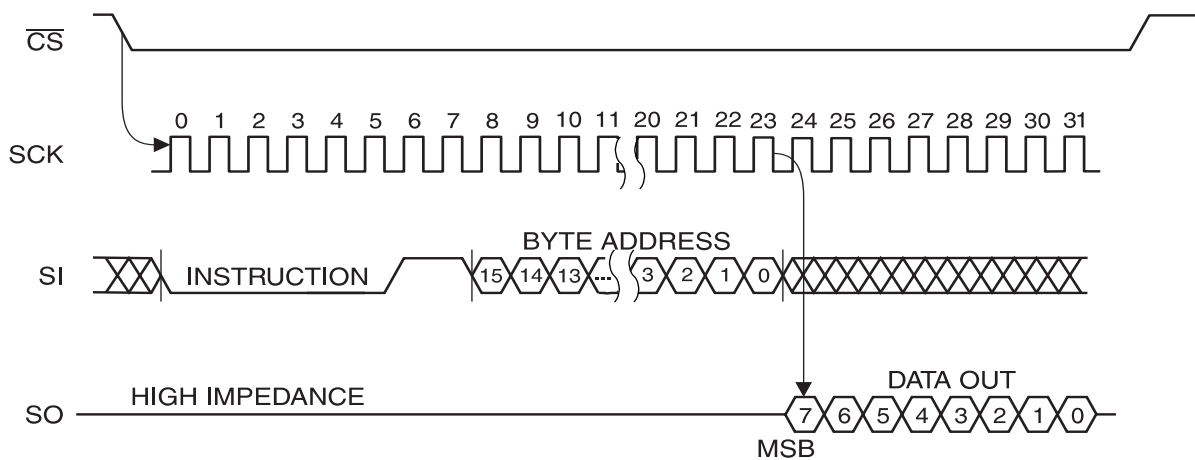 CS
0 1 2 3 4 5 6 7 8 9 10 11 20 21 22 23 24 25 26 27 28 29 30 31
SCK
BYTE ADDRESS
SI
INSTRUCTION
15 14 13 ... 3 2 1 0
HIGH IMPEDANCE
DATA OUT
SO
7 6 5 4 3 2 1 0
MSB